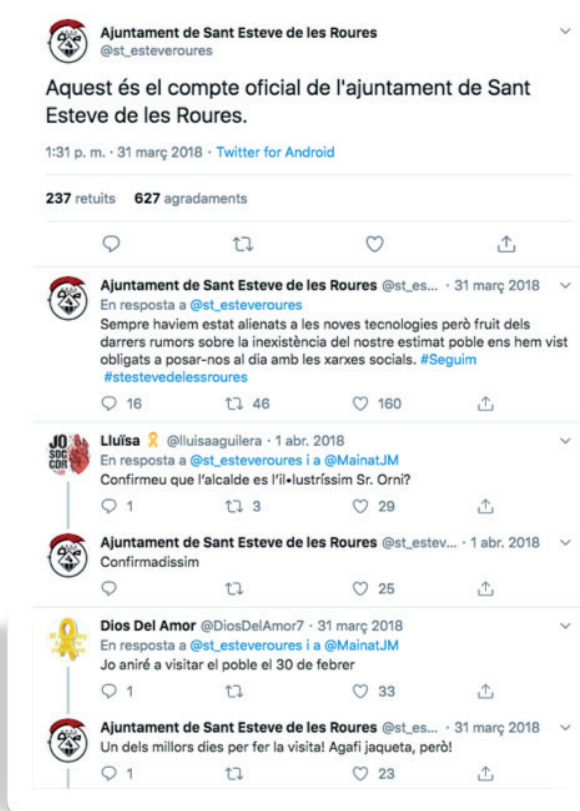 Ajuntament de Sant Esteve de les Roures
@st_esteveroures
Aquest és el compte oficial de l'ajuntament de Sant
Esteve de les Roures.
1:31 p. m. · 31 març 2018 · Twitter for Android
237 retuits 627 agradaments
Ajuntament de Sant Esteve de les Roures @st_es... · 31 març 2018
En resposta a @st_esteveroures
Sempre haviem estat alienats a les noves tecnologies però fruit dels
darrers rumors sobre la inexistència del nostre estimat poble ens hem vist
obligats a posar-nos al dia amb les xarxes socials. #Seguim
#stestevedelessroures
16 46 160
JO
SOC
CDR
Lluïsa @lluisaaguilera · 1 abr. 2018
En resposta a @st_esteveroures i a @MainatJM
Confirmeu que l'alcalde es l'il•lustríssim Sr. Orni?
1 3 29
Ajuntament de Sant Esteve de les Roures @st_estev... · 1 abr. 2018
Confirmadissim
25
Dios Del Amor @DiosDelAmor7 · 31 març 2018
En resposta a @st_esteveroures i a @MainatJM
Jo aniré a visitar el poble el 30 de febrer
1 33
Ajuntament de Sant Esteve de les Roures @st_es... · 31 març 2018
Un dels millors dies per fer la visita! Agafi jaqueta, però!
1 23